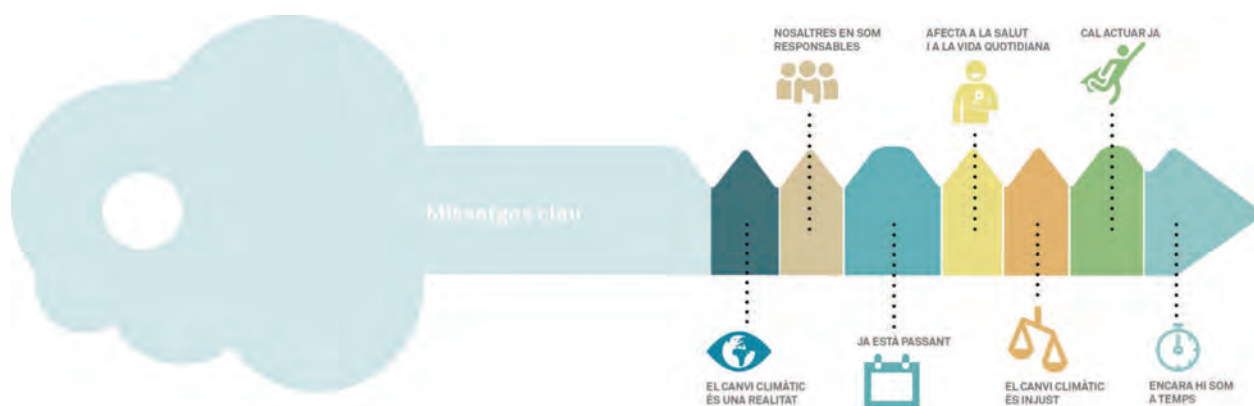 NOSALTRES EN SOM
RESPONSABLES
AFECTA A LA SALUT
I A LA VIDA QUOTIDIANA
CAL ACTUAR JA
Missatges clau
EL CANVI CLIMÀTIC
ÉS UNA REALITAT
JA ESTÀ PASSANT
EL CANVI CLIMÀTIC
ÉS INJUST
ENCARA HI SOM
A TEMPS